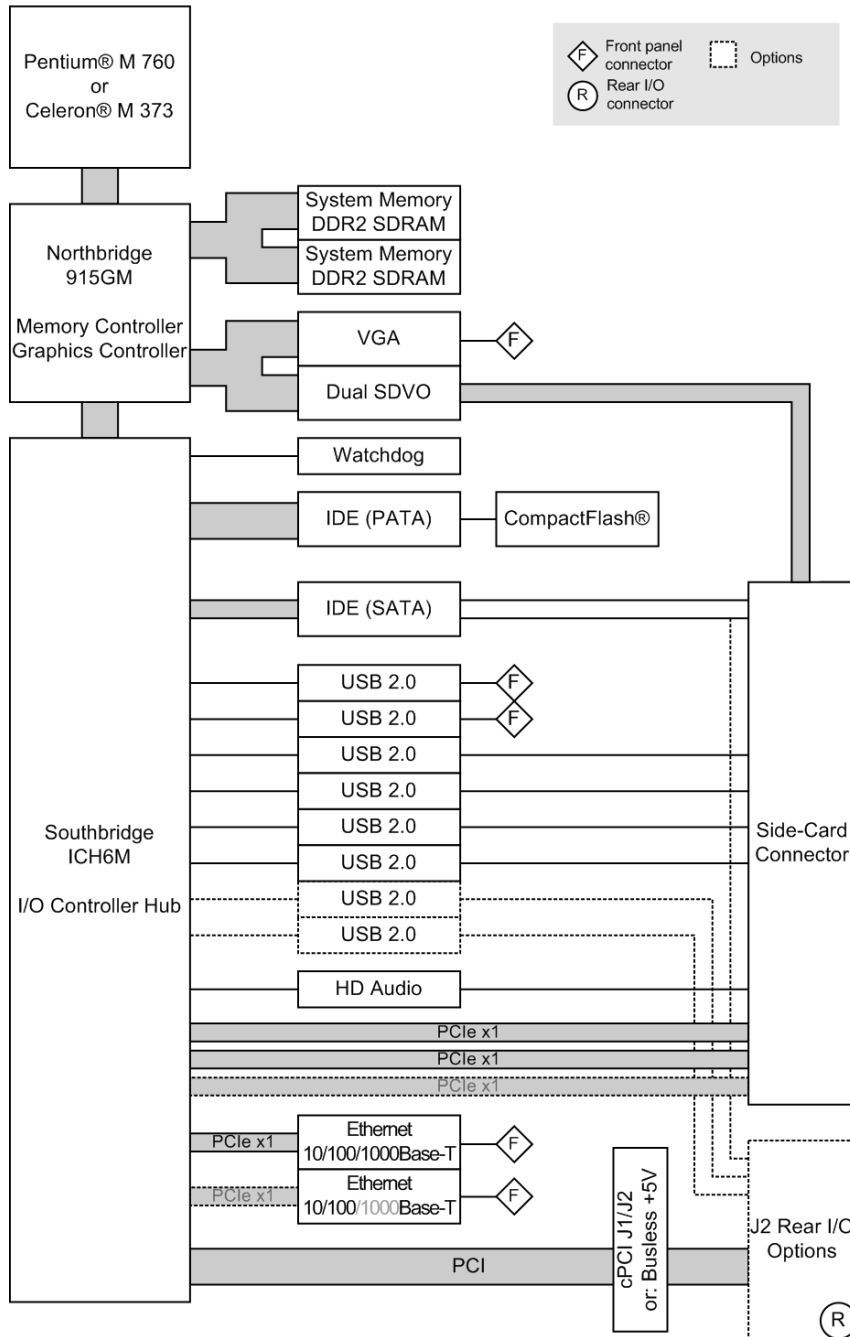 Pentium® M 760
or
Celeron® M 373
F
Front panel
connector
Options
R
Rear I/O
connector
Northbridge
915GM
Memory Controller
Graphics Controller
System Memory
DDR2 SDRAM
System Memory
DDR2 SDRAM
VGA
F
Dual SDVO
Watchdog
IDE (PATA)
CompactFlash®
IDE (SATA)
USB 2.0
F
USB 2.0
F
USB 2.0
USB 2.0
USB 2.0
USB 2.0
USB 2.0
USB 2.0
Southbridge
ICH6M
I/O Controller Hub
Side-Card
Connector
HD Audio
PCIe x1
PCIe x1
PCIe x1
PCIe x1
Ethernet
10/100/1000Base-T
F
PCIe x1
Ethernet
10/100/1000Base-T
F
PCI
cPCI J1/J2
or: Busless +5V
J2 Rear I/O
Options
R